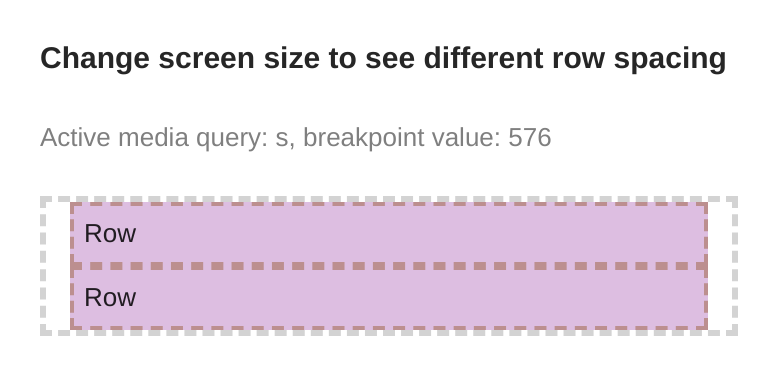 Change screen size to see different row spacing
Active media query: s, breakpoint value: 576
Row
Row